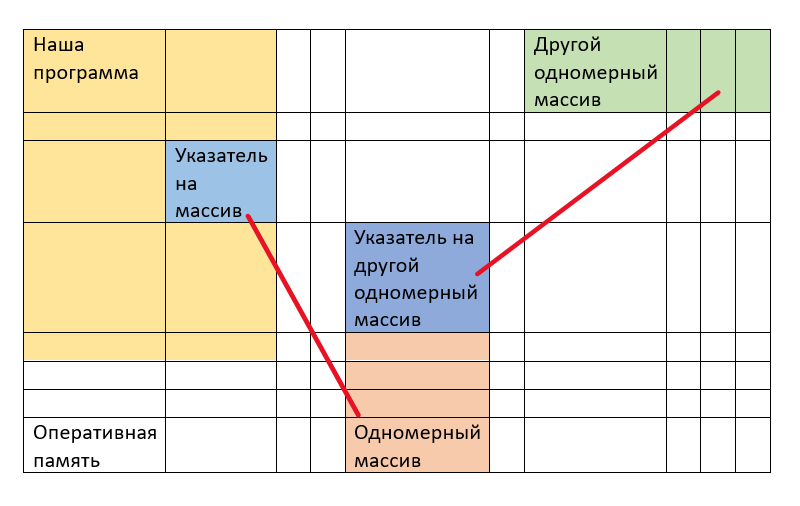 Наша
программа
Другой
одномерный
массив
Указатель
на
массив
Указатель на
другой
одномерный
массив
Оперативная
память
Одномерный
массив